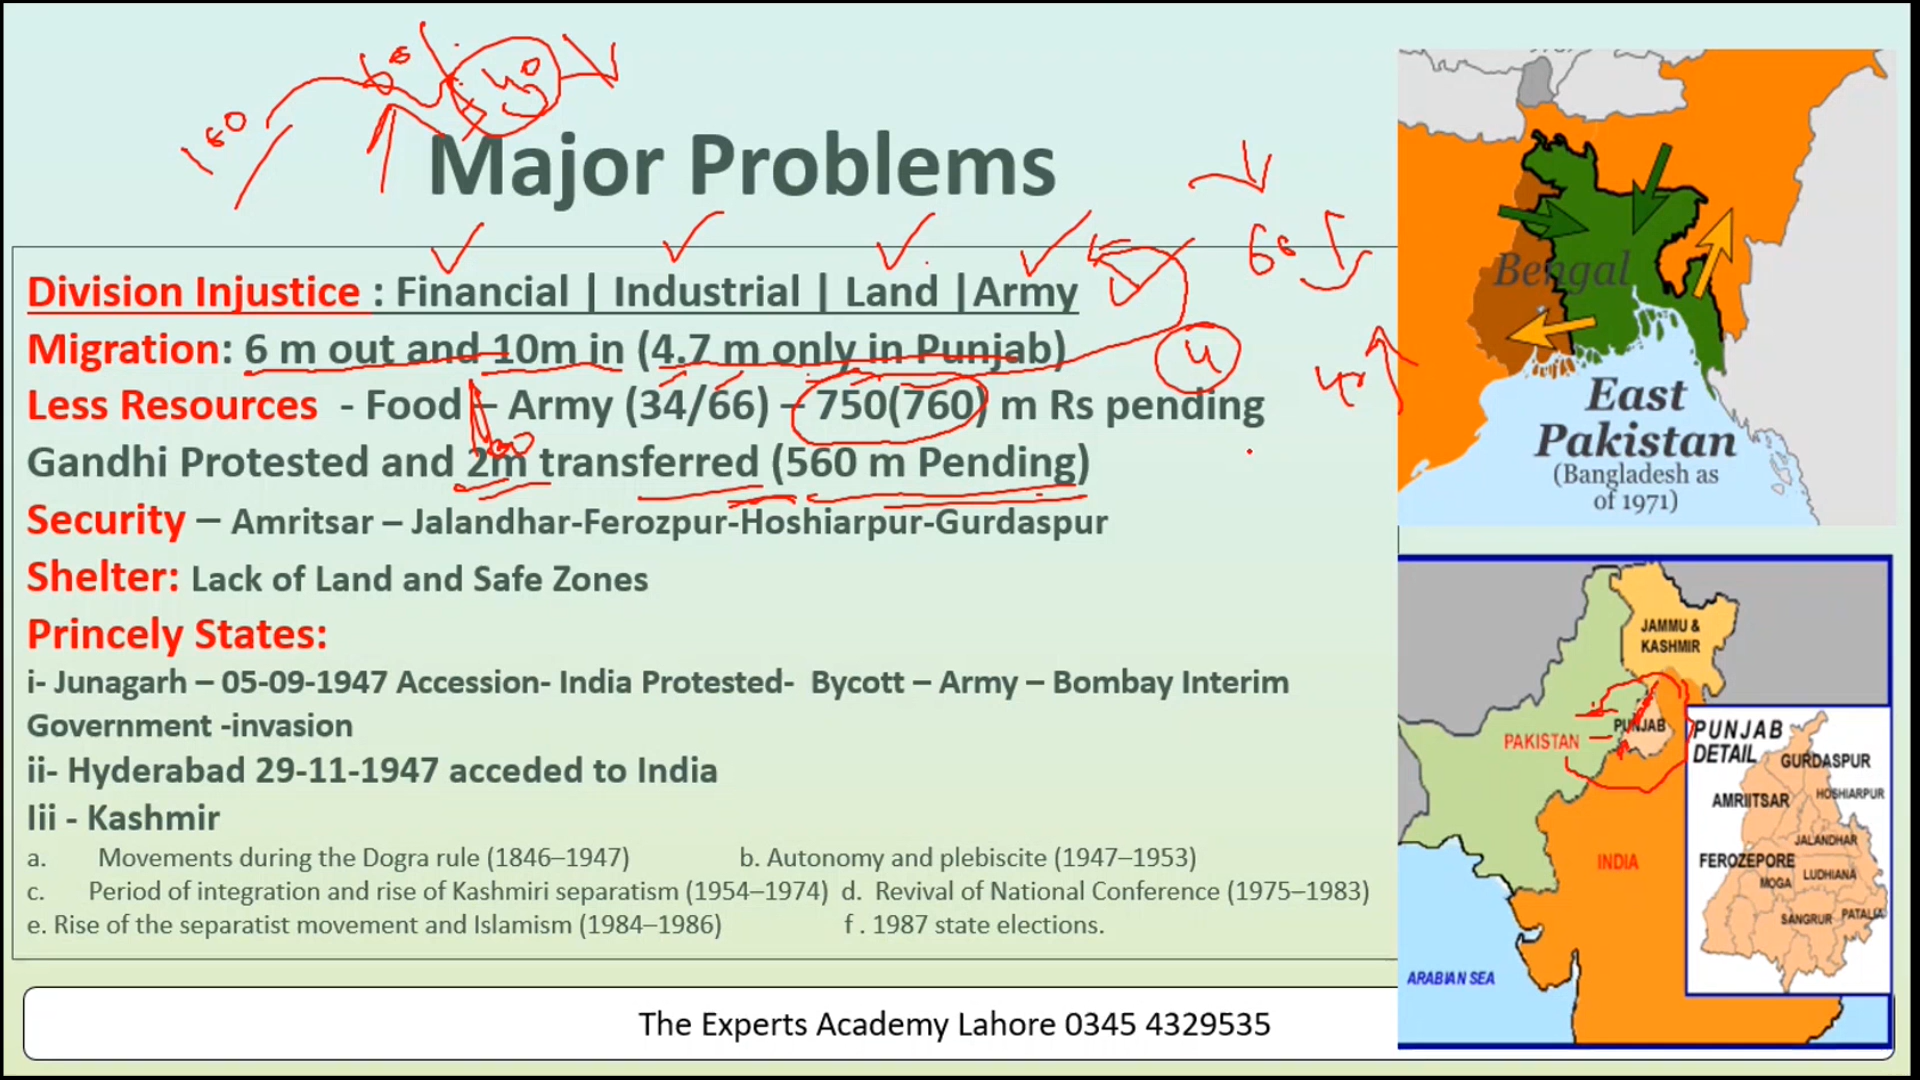 Major Problems
Division Injustice : Financial | Industrial | Land |Army
Migration: 6 m out and 10m in (4.7 m only in Punjab)
Less Resources - Food – Army (34/66) – 750(760) m Rs pending
Gandhi Protested and 2m transferred (560 m Pending)
Security – Amritsar – Jalandhar-Ferozpur-Hoshiarpur-Gurdaspur
Shelter: Lack of Land and Safe Zones
Princely States:
i- Junagarh – 05-09-1947 Accession- India Protested- Bycott – Army – Bombay Interim
Government -invasion
ii- Hyderabad 29-11-1947 acceded to India
Iii - Kashmir
a. Movements during the Dogra rule (1846–1947) b. Autonomy and plebiscite (1947–1953)
c. Period of integration and rise of Kashmiri separatism (1954–1974) d. Revival of National Conference (1975–1983)
e. Rise of the separatist movement and Islamism (1984–1986) f . 1987 state elections.
The Experts Academy Lahore 0345 4329535
Bengal
East
Pakistan
(Bangladesh as
of 1971)
JAMMU &
KASHMIR
PUNJAB
PAKISTAN
INDIA
ARABIAN SEA
PUNJAB
DETAIL
GURDASPUR
AMRIITSAR
HOSHIARPUR
JALANDHAR
FEROZEPORE
LUDHIANA
MOGA
SANGRUR
PATALIA